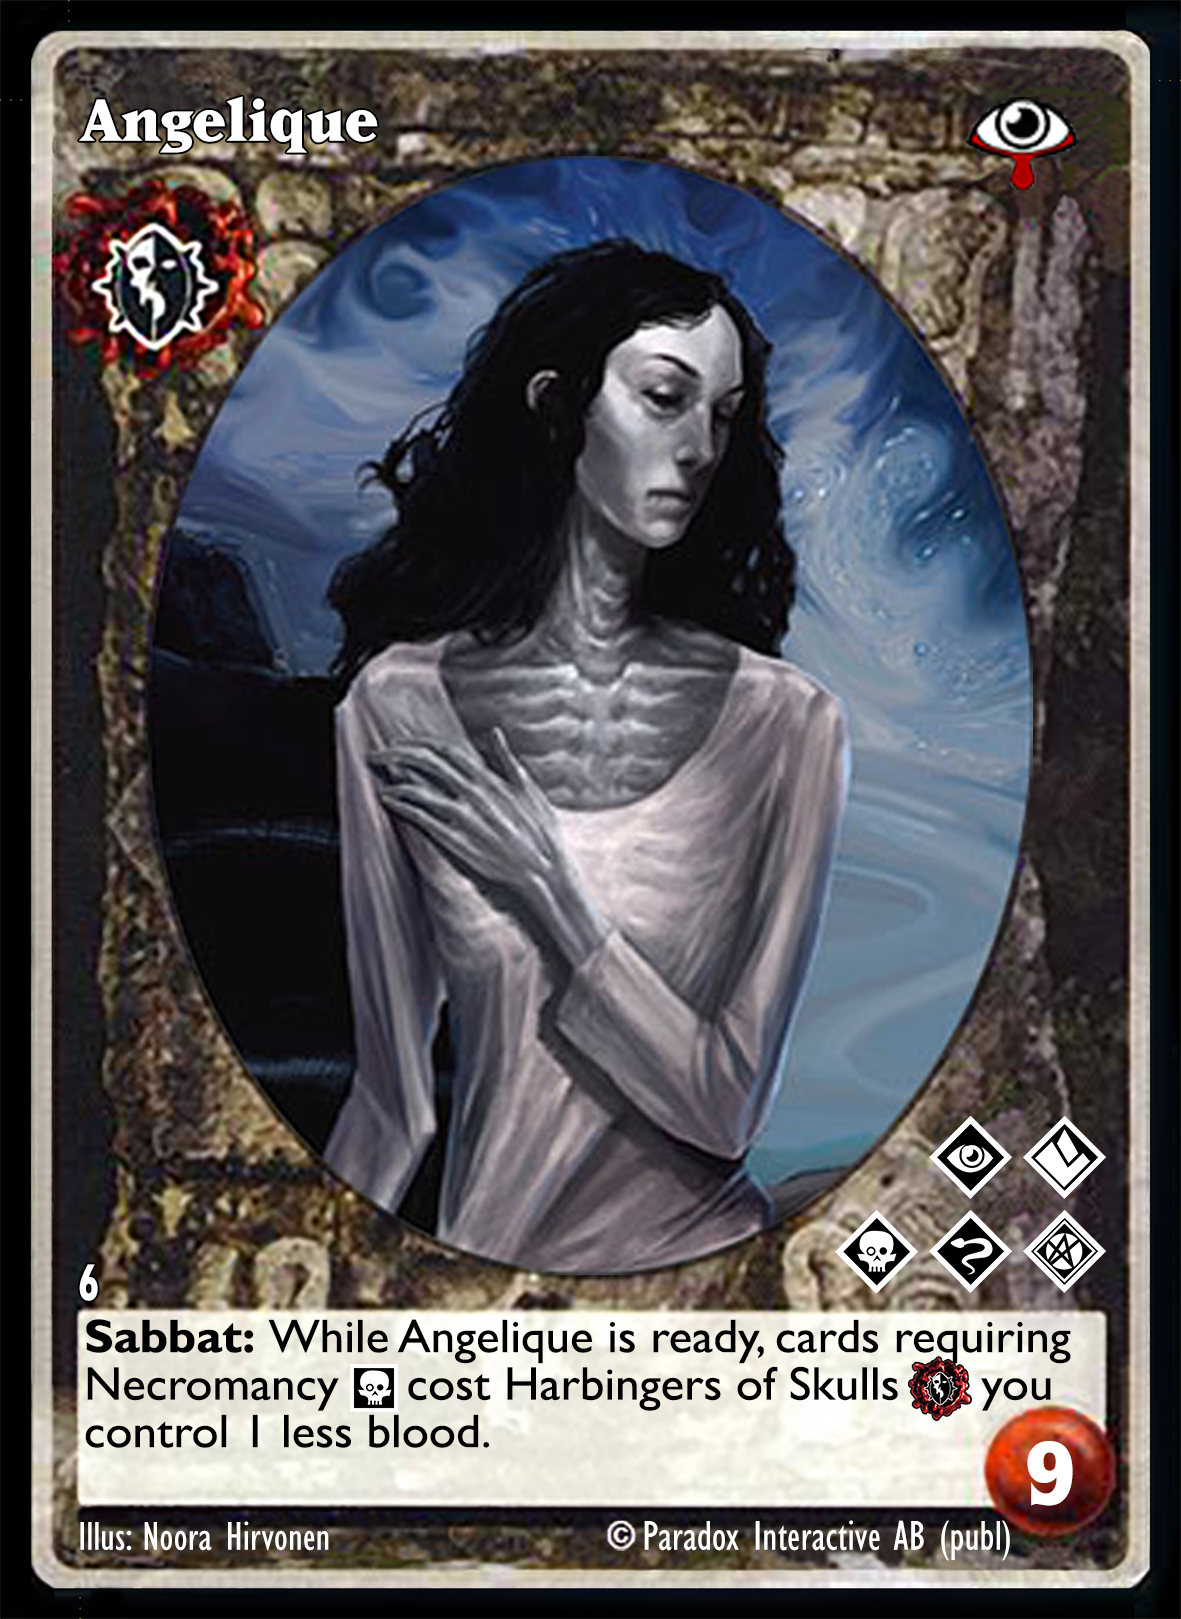 Angelique
6
Sabbat: While Angelique is ready, cards requiring
Necromancy cost Harbingers of Skulls you
control 1 less blood.
9
Illus: Noora Hirvonen © Paradox Interactive AB (publ)